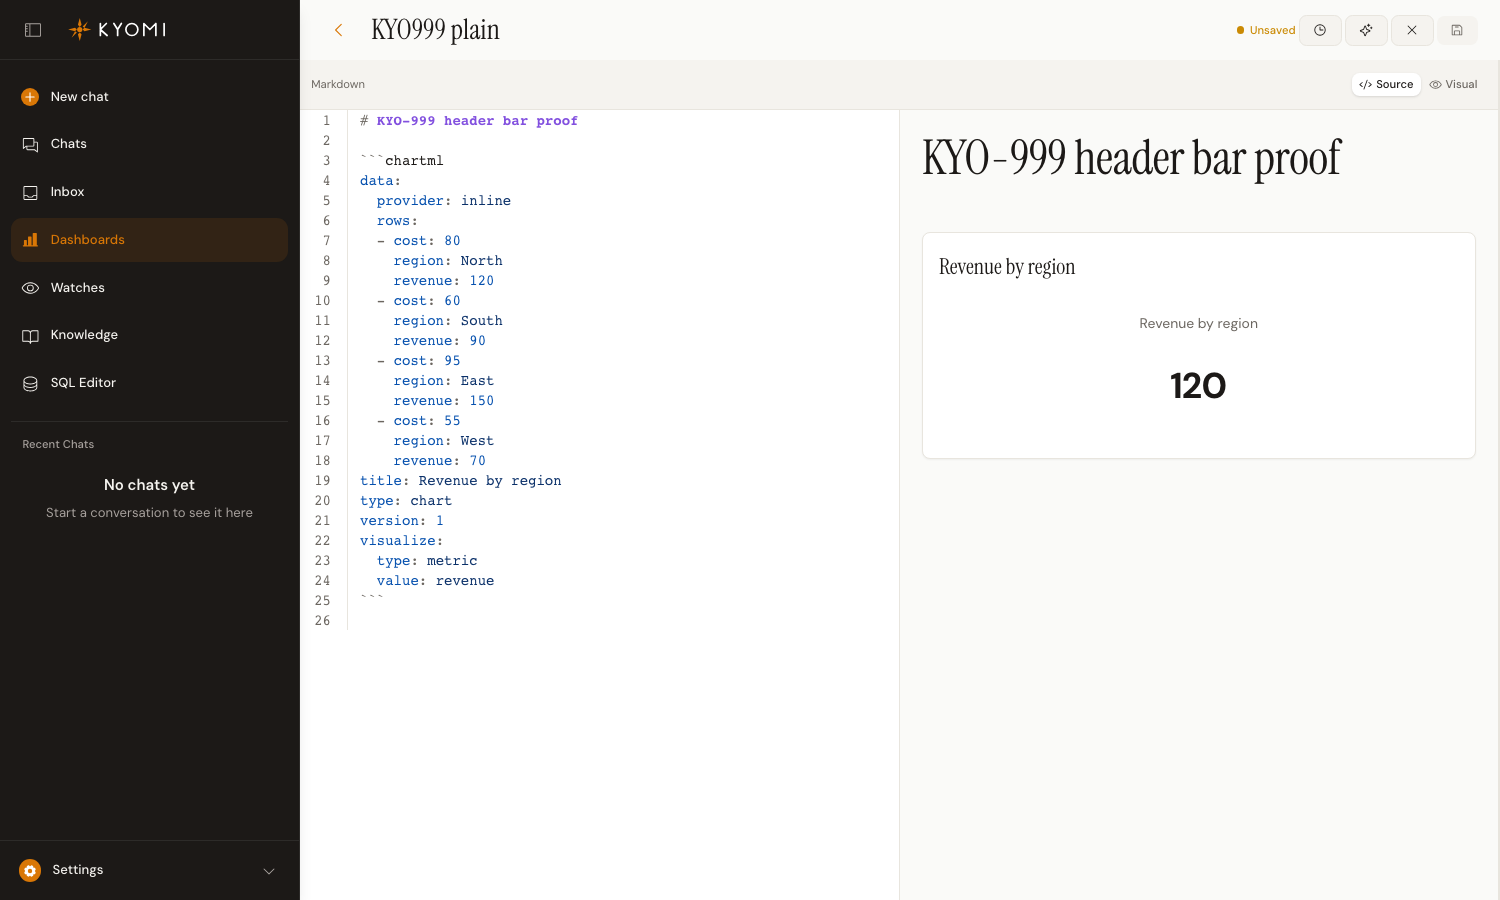 KYOMI
New chat
Chats
Inbox
Dashboards
Watches
Knowledge
SQL Editor
Recent Chats
No chats yet
Start a conversation to see it here
Settings
KYO999 plain
Unsaved
Markdown
</> Source
Visual
1 # KYO-999 header bar proof
2
3 ```chartml
4 data:
5   provider: inline
6   rows:
7   - cost: 80
8     region: North
9     revenue: 120
10   - cost: 60
11     region: South
12     revenue: 90
13   - cost: 95
14     region: East
15     revenue: 150
16   - cost: 55
17     region: West
18     revenue: 70
19 title: Revenue by region
20 type: chart
21 version: 1
22 visualize:
23   type: metric
24   value: revenue
25 ```
26
KYO-999 header bar proof
Revenue by region
Revenue by region
120